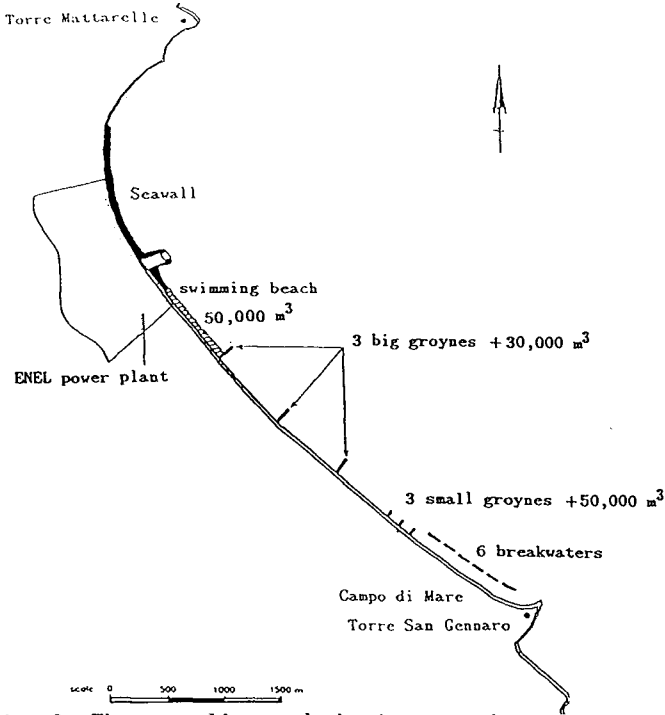 Torre Mattarelle
Seawall
swimming beach
50,000 m³
3 big groynes +30,000 m³
ENEL power plant
3 small groynes +50,000 m³
6 breakwaters
Campo di Mare
Torre San Gennaro
scale 0 500 1000 1500 m